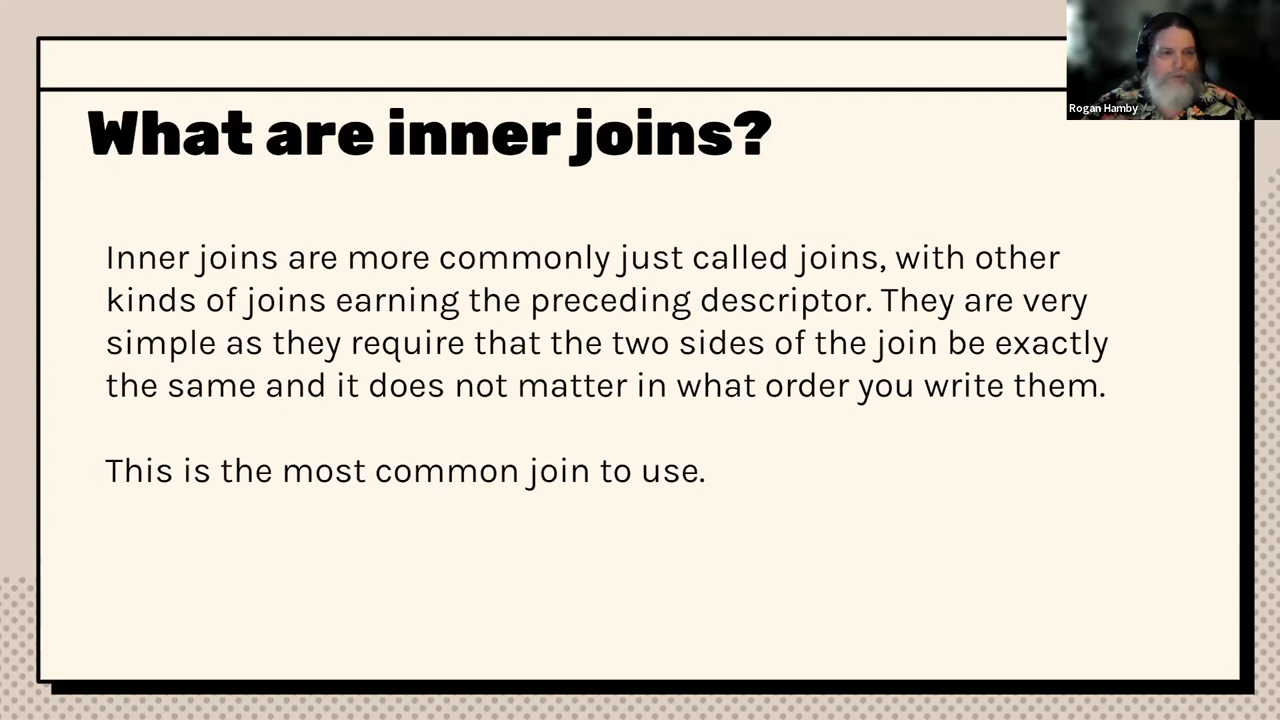 What are inner joins?
Rogan Hamby
Inner joins are more commonly just called joins, with other
kinds of joins earning the preceding descriptor. They are very
simple as they require that the two sides of the join be exactly
the same and it does not matter in what order you write them.
This is the most common join to use.